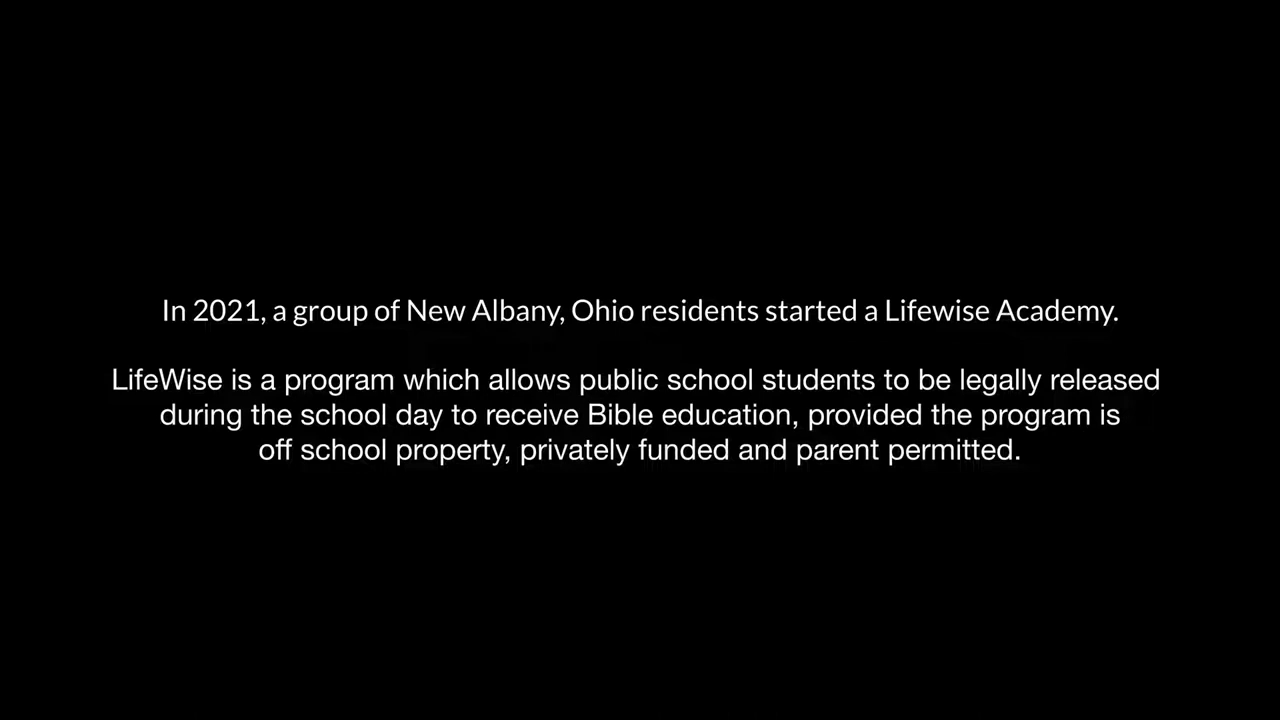 In 2021, a group of New Albany, Ohio residents started a Lifewise Academy.
LifeWise is a program which allows public school students to be legally released
during the school day to receive Bible education, provided the program is
off school property, privately funded and parent permitted.